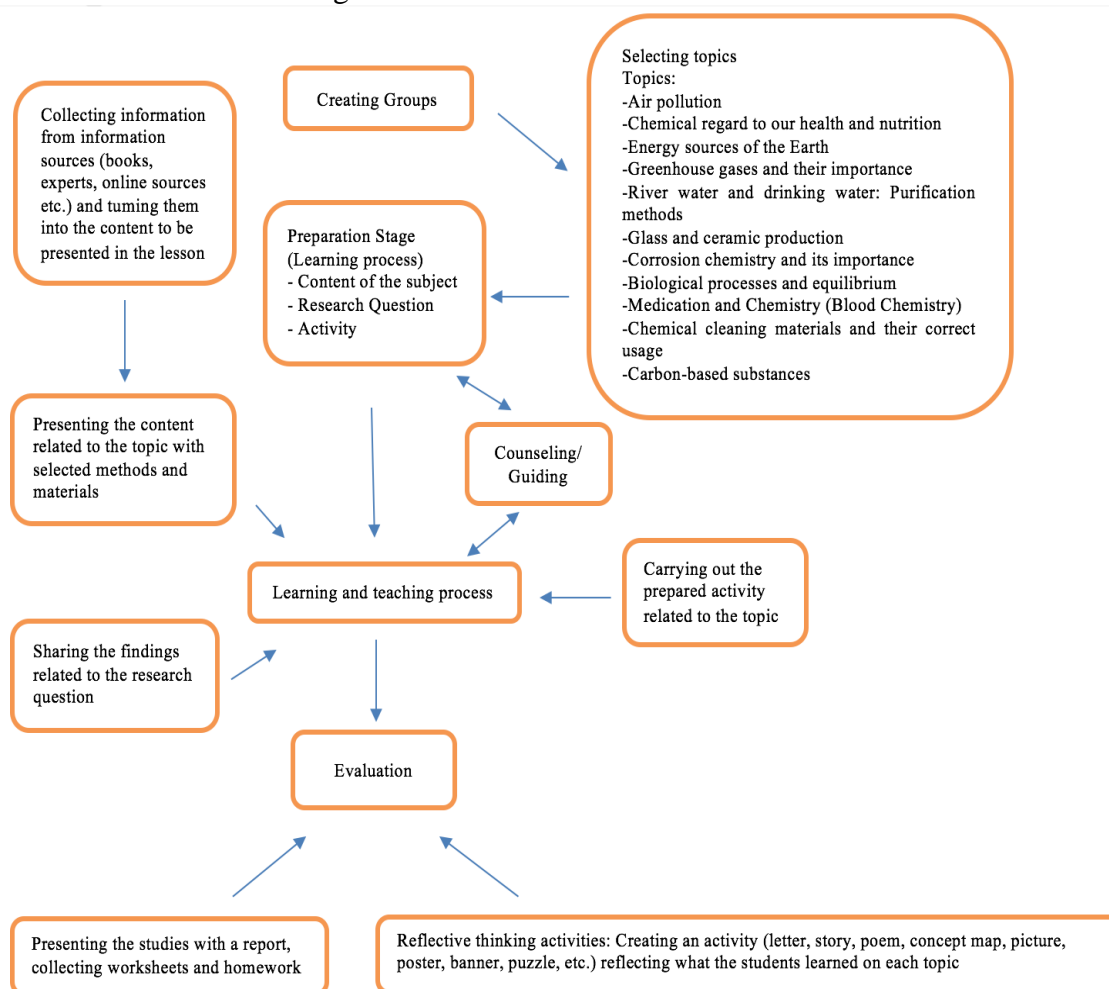 Creating Groups
Selecting topics
Topics:
-Air pollution
-Chemical regard to our health and nutrition
-Energy sources of the Earth
-Greenhouse gases and their importance
-River water and drinking water: Purification
methods
-Glass and ceramic production
-Corrosion chemistry and its importance
-Biological processes and equilibrium
-Medication and Chemistry (Blood Chemistry)
-Chemical cleaning materials and their correct
usage
-Carbon-based substances
Collecting information
from information
sources (books,
experts, online sources
etc.) and tuming them
into the content to be
presented in the lesson
Preparation Stage
(Learning process)
- Content of the subject
- Research Question
- Activity
Presenting the content
related to the topic with
selected methods and
materials
Counseling/
Guiding
Learning and teaching process
Carrying out the
prepared activity
related to the topic
Sharing the findings
related to the research
question
Evaluation
Presenting the studies with a report,
collecting worksheets and homework
Reflective thinking activities: Creating an activity (letter, story, poem, concept map, picture,
poster, banner, puzzle, etc.) reflecting what the students learned on each topic